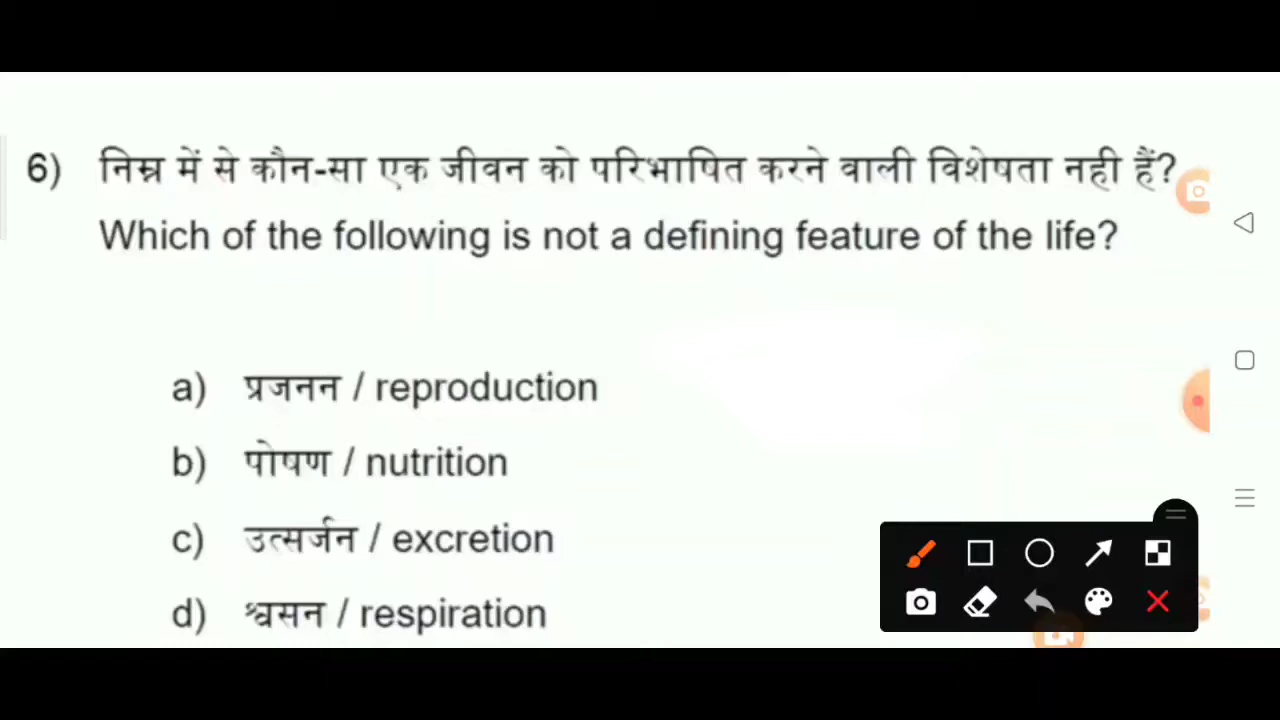 6) निम्न में से कौन-सा एक जीवन को परिभाषित करने वाली विशेषता नही हैं?
Which of the following is not a defining feature of the life?
a) प्रजनन / reproduction
b) पोषण / nutrition
c) उत्सर्जन / excretion
d) श्वसन / respiration